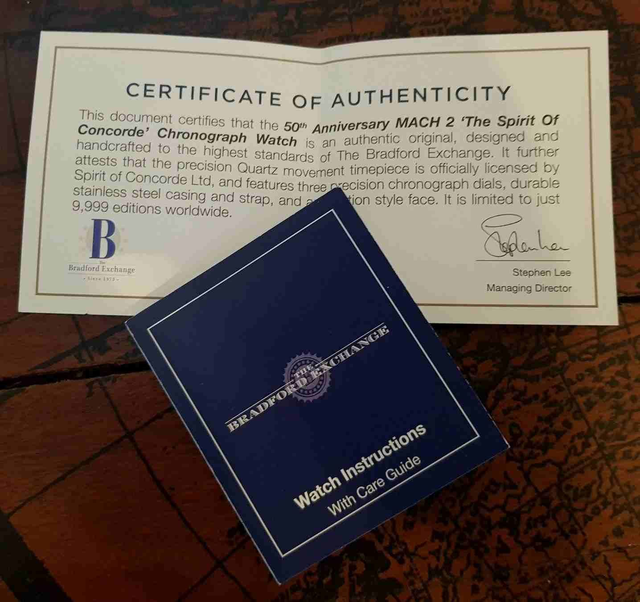 CERTIFICATE OF AUTHENTICITY
This document certifies that the 50th Anniversary MACH 2 'The Spirit Of
Concorde' Chronograph Watch is an authentic original, designed and
handcrafted to the highest standards of The Bradford Exchange. It further
attests that the precision Quartz movement timepiece is officially licensed by
Spirit of Concorde Ltd, and features three precision chronograph dials, durable
stainless steel casing and strap, and tion style face. It is limited to just
9,999 editions worldwide.
B
The
Bradford Exchange
Since 1973
Stephen Lee
Managing Director
THE
BRADFORD EXCHANGE
Watch Instructions
With Care Guide